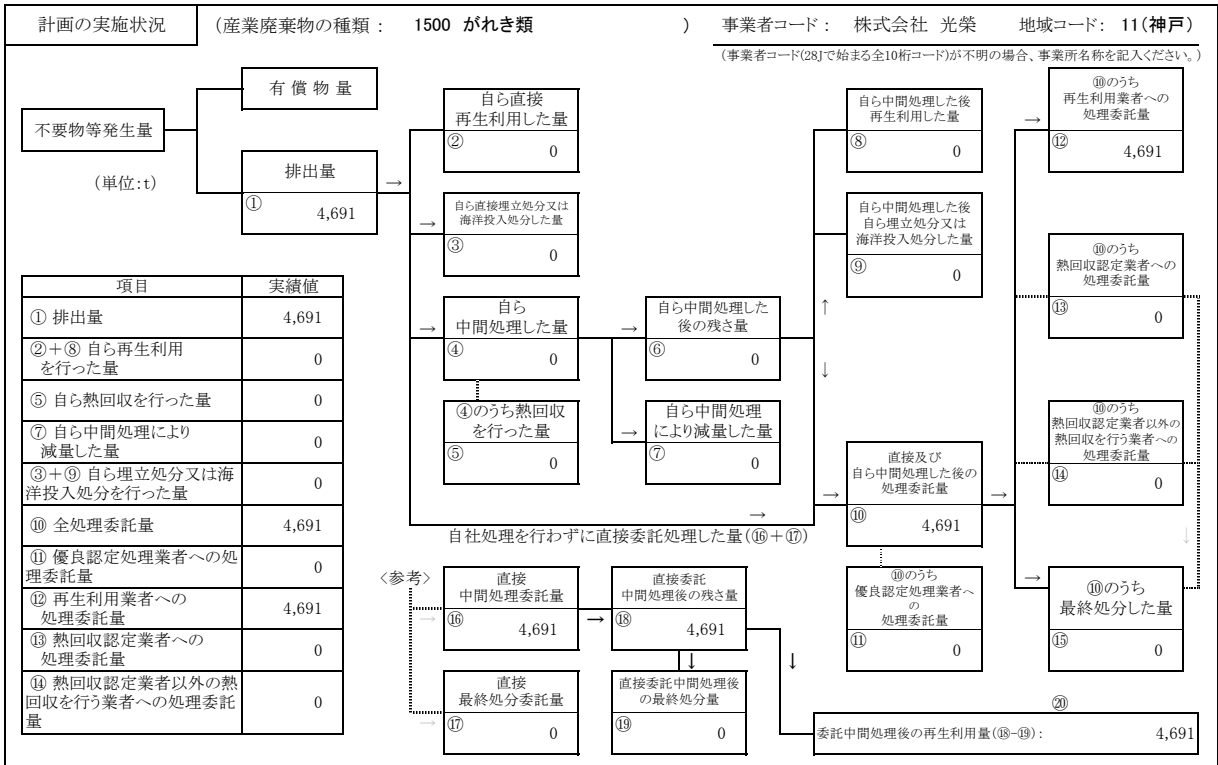 計画の実施状況
(産業廃棄物の種類： 1500 がれき類 )
事業者コード： 株式会社 光榮 地域コード： 11(神戸)
(事業者コード(28Jで始まる全10桁コード)が不明の場合、事業所名称を記入ください。)
不要物等発生量
(単位:t)
有償物量
排出量
→
①
4,691
自ら直接
再生利用した量
②
0
→
自ら直接埋立処分又は
海洋投入処分した量
③
0
→
自ら
中間処理した量
④
0
④のうち熱回収
を行った量
⑤
0
→
自ら中間処理した
後の残さ量
⑥
0
→
自ら中間処理
により減量した量
⑦
0
自ら中間処理した後
再生利用した量
⑧
0
自ら中間処理した後
自ら埋立処分又は
海洋投入処分した量
⑨
0
↑
↓
→
直接及び
自ら中間処理した後の
処理委託量
⑩
4,691
→
⑩のうち
優良認定処理業者へ
の
処理委託量
⑪
0
→
⑩のうち
再生利用業者への
処理委託量
⑫
4,691
⑩のうち
熱回収認定業者への
処理委託量
⑬
0
⑩のうち
熱回収認定業者以外の
熱回収を行う業者への
処理委託量
⑭
0
↓
→
⑩のうち
最終処分した量
⑮
0
→
自社処理を行わずに直接委託処理した量(⑯+⑰)
〈参考〉
→
直接
中間処理委託量
⑯
4,691
→
直接委託
中間処理後の残さ量
⑱
4,691
↓
↓
→
直接
最終処分委託量
⑰
0
直接委託中間処理後
の最終処分量
⑲
0
⑳
委託中間処理後の再生利用量(⑱-⑲)： 4,691
項目 実績値
① 排出量 4,691
②+⑧ 自ら再生利用
を行った量 0
⑤ 自ら熱回収を行った量 0
⑦ 自ら中間処理により
減量した量 0
③+⑨ 自ら埋立処分又は海
洋投入処分を行った量 0
⑩ 全処理委託量 4,691
⑪ 優良認定処理業者への処
理委託量 0
⑫ 再生利用業者への
処理委託量 4,691
⑬ 熱回収認定業者への
処理委託量 0
⑭ 熱回収認定業者以外の熱
回収を行う業者への処理委託
量 0